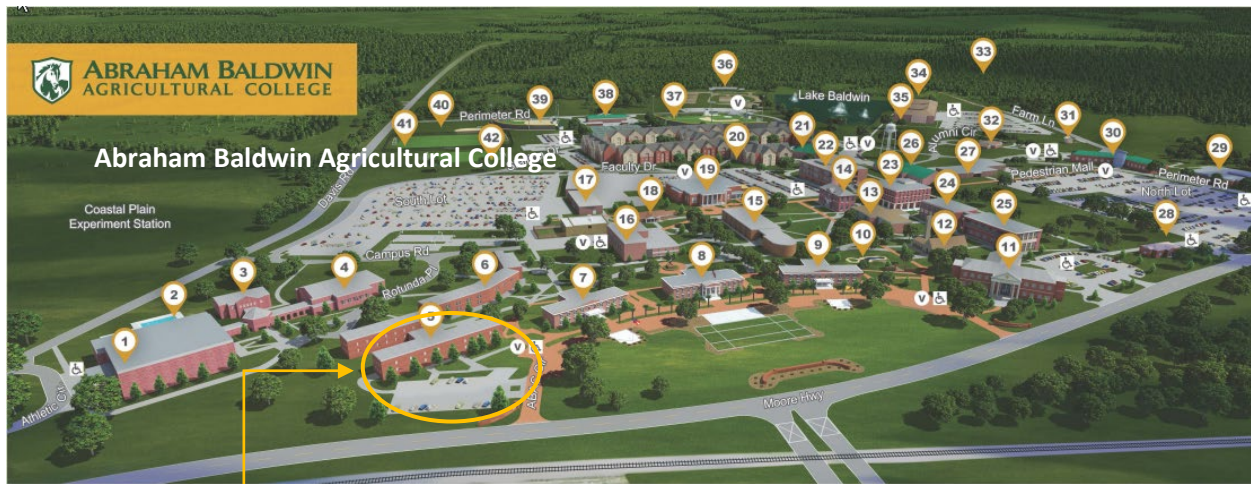 ABRAHAM BALDWIN
AGRICULTURAL COLLEGE
Abraham Baldwin Agricultural College
33
36
34
Lake Baldwin
35
V
37
38
39
40
Perimeter Rd
41
42
32
Farm Ln
31
30
29
Alumni Cir
21
20
V
22
26
23
27
V
Pedestrian Mall
V
Perimeter Rd
North Lot
Faculty Dr
V
19
17
18
14
13
24
25
28
Davis Rd
South Lot
Coastal Plain
Experiment Station
16
V
15
12
10
11
Campus Rd
Rotunda Pl
3
4
6
7
8
9
V
2
1
5
V
Athletic Cir
Moore Hwy